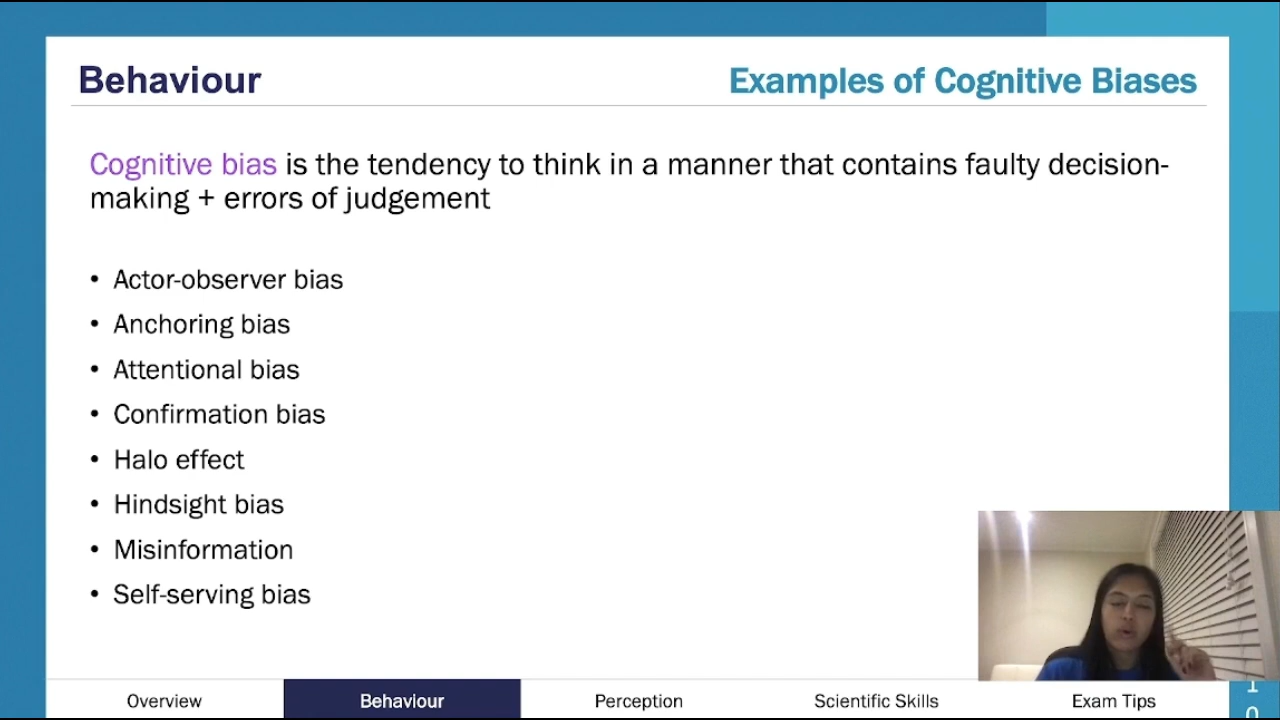 Behaviour
Examples of Cognitive Biases
Cognitive bias is the tendency to think in a manner that contains faulty decision-
making + errors of judgement
• Actor-observer bias
• Anchoring bias
• Attentional bias
• Confirmation bias
• Halo effect
• Hindsight bias
• Misinformation
• Self-serving bias
Overview
Behaviour
Perception
Scientific Skills
Exam Tips
1
0